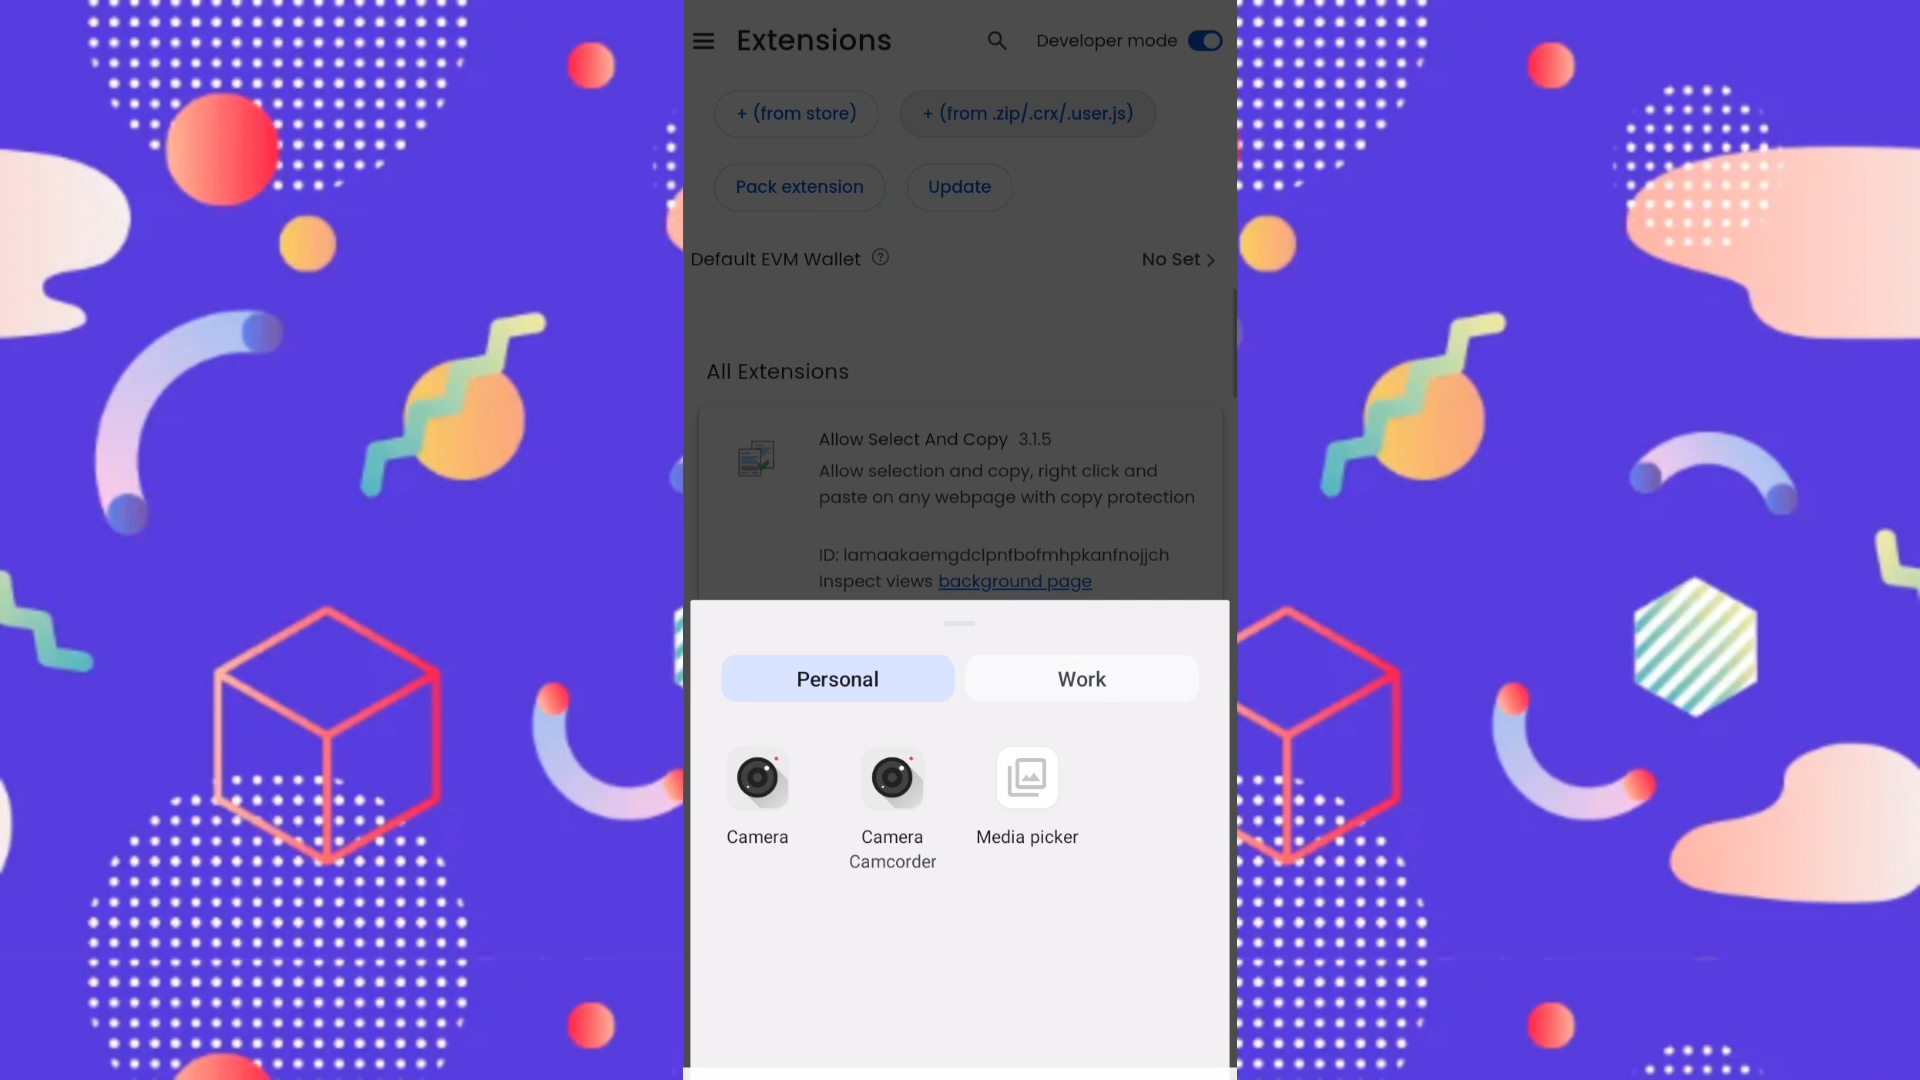 Extensions
Developer mode
+ (from store)
+ (from .zip/.crx/.user.js)
Pack extension
Update
Default EVM Wallet
No Set
All Extensions
Allow Select And Copy 3.1.5
Allow selection and copy, right click and
paste on any webpage with copy protection
ID: lamaakaemgdclpnfbofmhpkanfnojjch
Inspect views background page
Personal
Work
Camera
Camera
Camcorder
Media picker